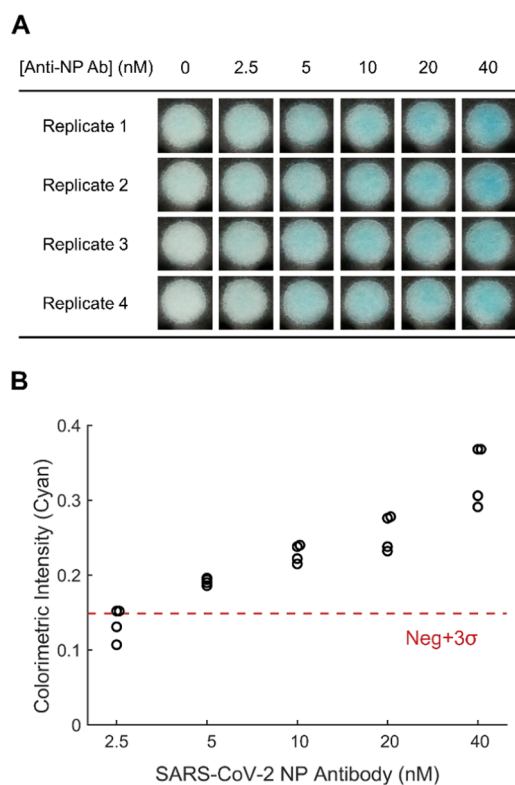 A
[Anti-NP Ab] (nM) 0 2.5 5 10 20 40
Replicate 1
Replicate 2
Replicate 3
Replicate 4
B
Colorimetric Intensity (Cyan)
0.4
0.3
0.2
0.1
0
Neg+3σ
2.5 5 10 20 40
SARS-CoV-2 NP Antibody (nM)